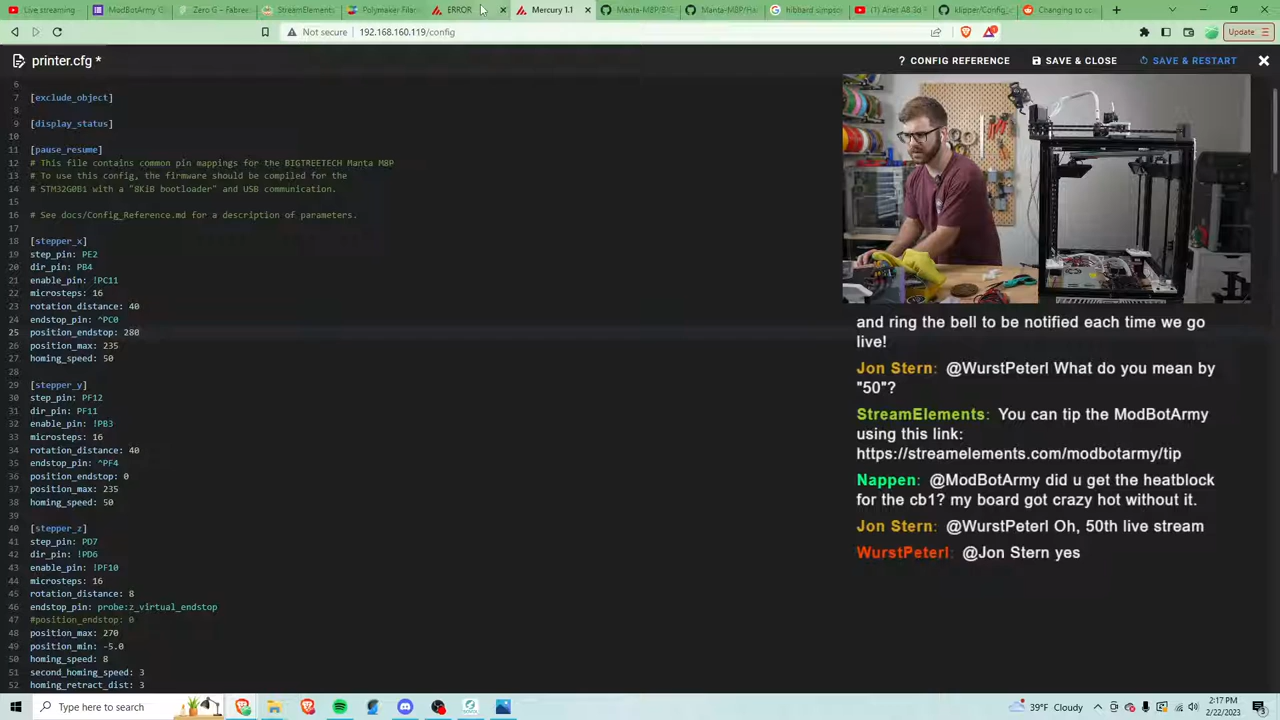 Live streaming
ModBotArmy G
Zero G - Fabree
StreamElements
Polymaker Filan
ERROR
Mercury 1.1
Manta-M8P/BIG
Manta-M8P/Ha
hibbard simpso
(1) Anet A8.3d
klipper/Config_
Changing to co
Not secure
192.168.160.119/config
Update
printer.cfg *
? CONFIG REFERENCE
SAVE & CLOSE
SAVE & RESTART
6
7 [exclude_object]
8
9 [display_status]
10
11 [pause_resume]
12 # This file contains common pin mappings for the BIGTREETECH Manta M8P
13 # To use this config, the firmware should be compiled for the
14 # STM32G0B1 with a "8KiB bootloader" and USB communication.
15
16 # See docs/Config_Reference.md for a description of parameters.
17
18 [stepper_x]
19 step_pin: PE2
20 dir_pin: PB4
21 enable_pin: !PC11
22 microsteps: 16
23 rotation_distance: 40
24 endstop_pin: ^PC0
25 position_endstop: 280
26 position_max: 235
27 homing_speed: 50
28
29 [stepper_y]
30 step_pin: PF12
31 dir_pin: PF11
32 enable_pin: !PB3
33 microsteps: 16
34 rotation_distance: 40
35 endstop_pin: ^PF4
36 position_endstop: 0
37 position_max: 235
38 homing_speed: 50
39
40 [stepper_z]
41 step_pin: PD7
42 dir_pin: !PD6
43 enable_pin: !PF10
44 microsteps: 16
45 rotation_distance: 8
46 endstop_pin: probe:z_virtual_endstop
47 #position_endstop: 0
48 position_max: 270
49 position_min: -5.0
50 homing_speed: 8
51 second_homing_speed: 3
52 homing_retract_dist: 3
and ring the bell to be notified each time we go
live!
Jon Stern: @WurstPeterl What do you mean by
"50"?
StreamElements: You can tip the ModBotArmy
using this link:
https://streamelements.com/modbotarmy/tip
Nappen: @ModBotArmy did u get the heatblock
for the cb1? my board got crazy hot without it.
Jon Stern: @WurstPeterl Oh, 50th live stream
WurstPeterl: @Jon Stern yes
Type here to search
39°F Cloudy
2:17 PM
2/22/2023